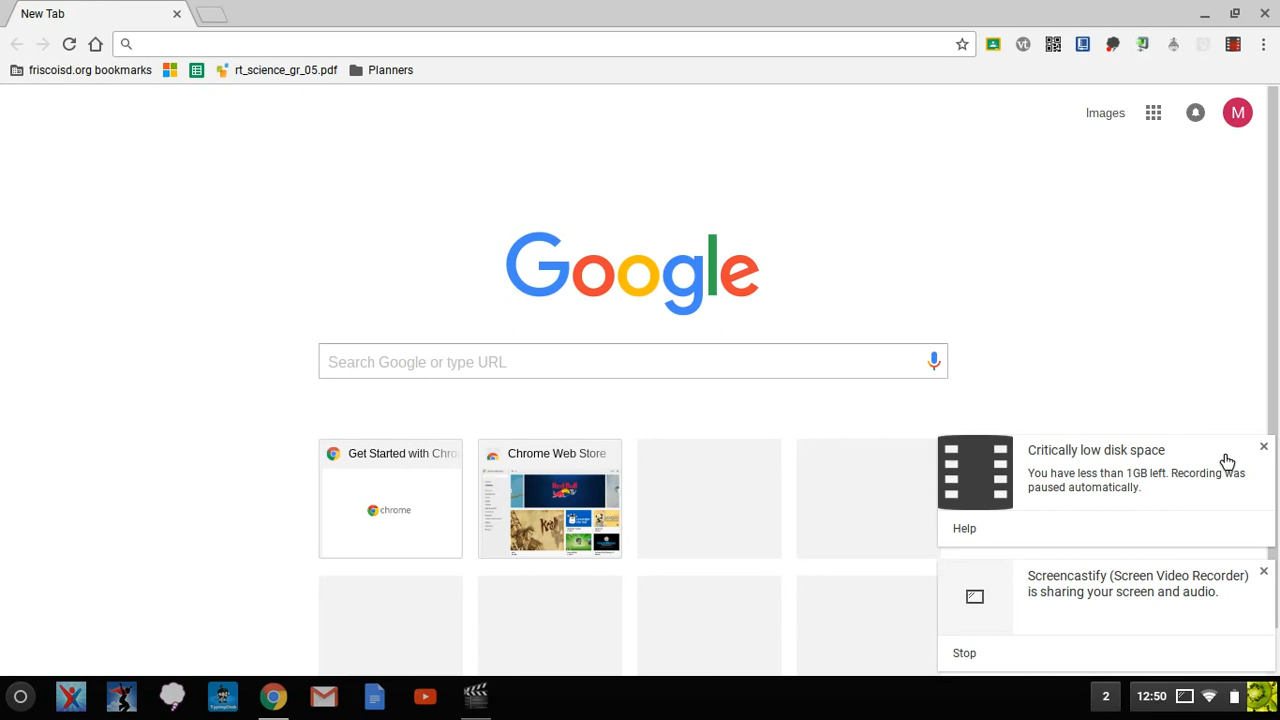 New Tab
friscoisd.org bookmarks
rt_science_gr_05.pdf
Planners
Images
M
Google
Search Google or type URL
Get Started with Chro
Chrome Web Store
chrome
Critically low disk space
You have less than 1GB left. Recording was
paused automatically.
Help
Screencastify (Screen Video Recorder)
is sharing your screen and audio.
Stop
2
12:50